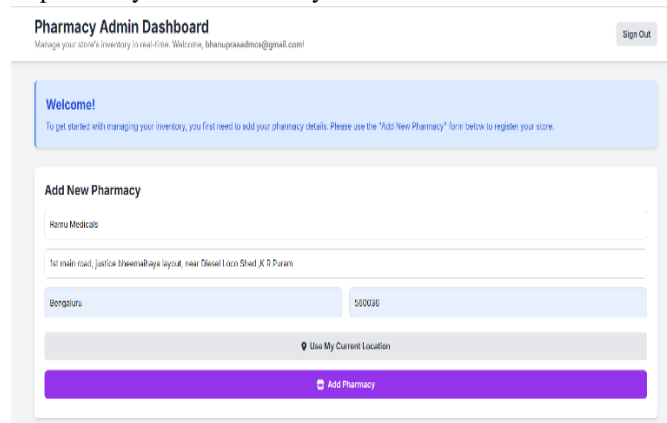 Pharmacy Admin Dashboard
Manage your store's inventory in real-time. Welcome, bhanuprasadmca@gmail.com!
Sign Out
Welcome!
To get started with managing your inventory, you first need to add your pharmacy details. Please use the "Add New Pharmacy" form below to register your store.
Add New Pharmacy
Ramu Medicals
1st main road, justice bheemaihaya layout, near Diesel Loco Shed ,K R Puram
Bengaluru
560036
Use My Current Location
Add Pharmacy